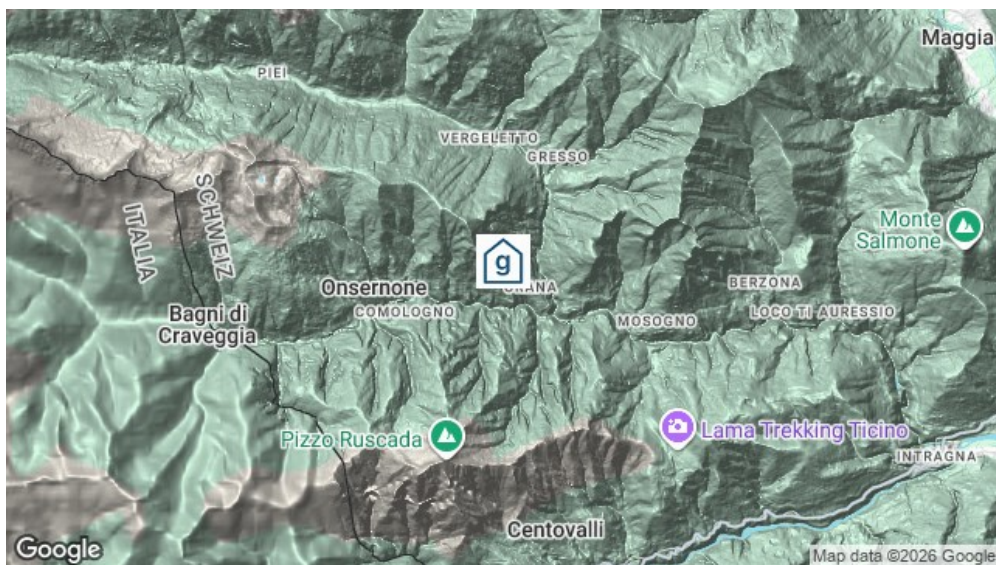 Maggia
PIEI
VERGELETTO
GRESSO
SCHWEIZ
ITALIA
Monte
Salmone
g
Onsernone
BERZONA
COMOLOGNO
Bagni di
Craveggia
MOSOGNO
LOCO TI AURESSIO
Pizzo Ruscada
Lama Trekking Ticino
INTRAGNA
Centovalli
Google
Map data ©2026 Google